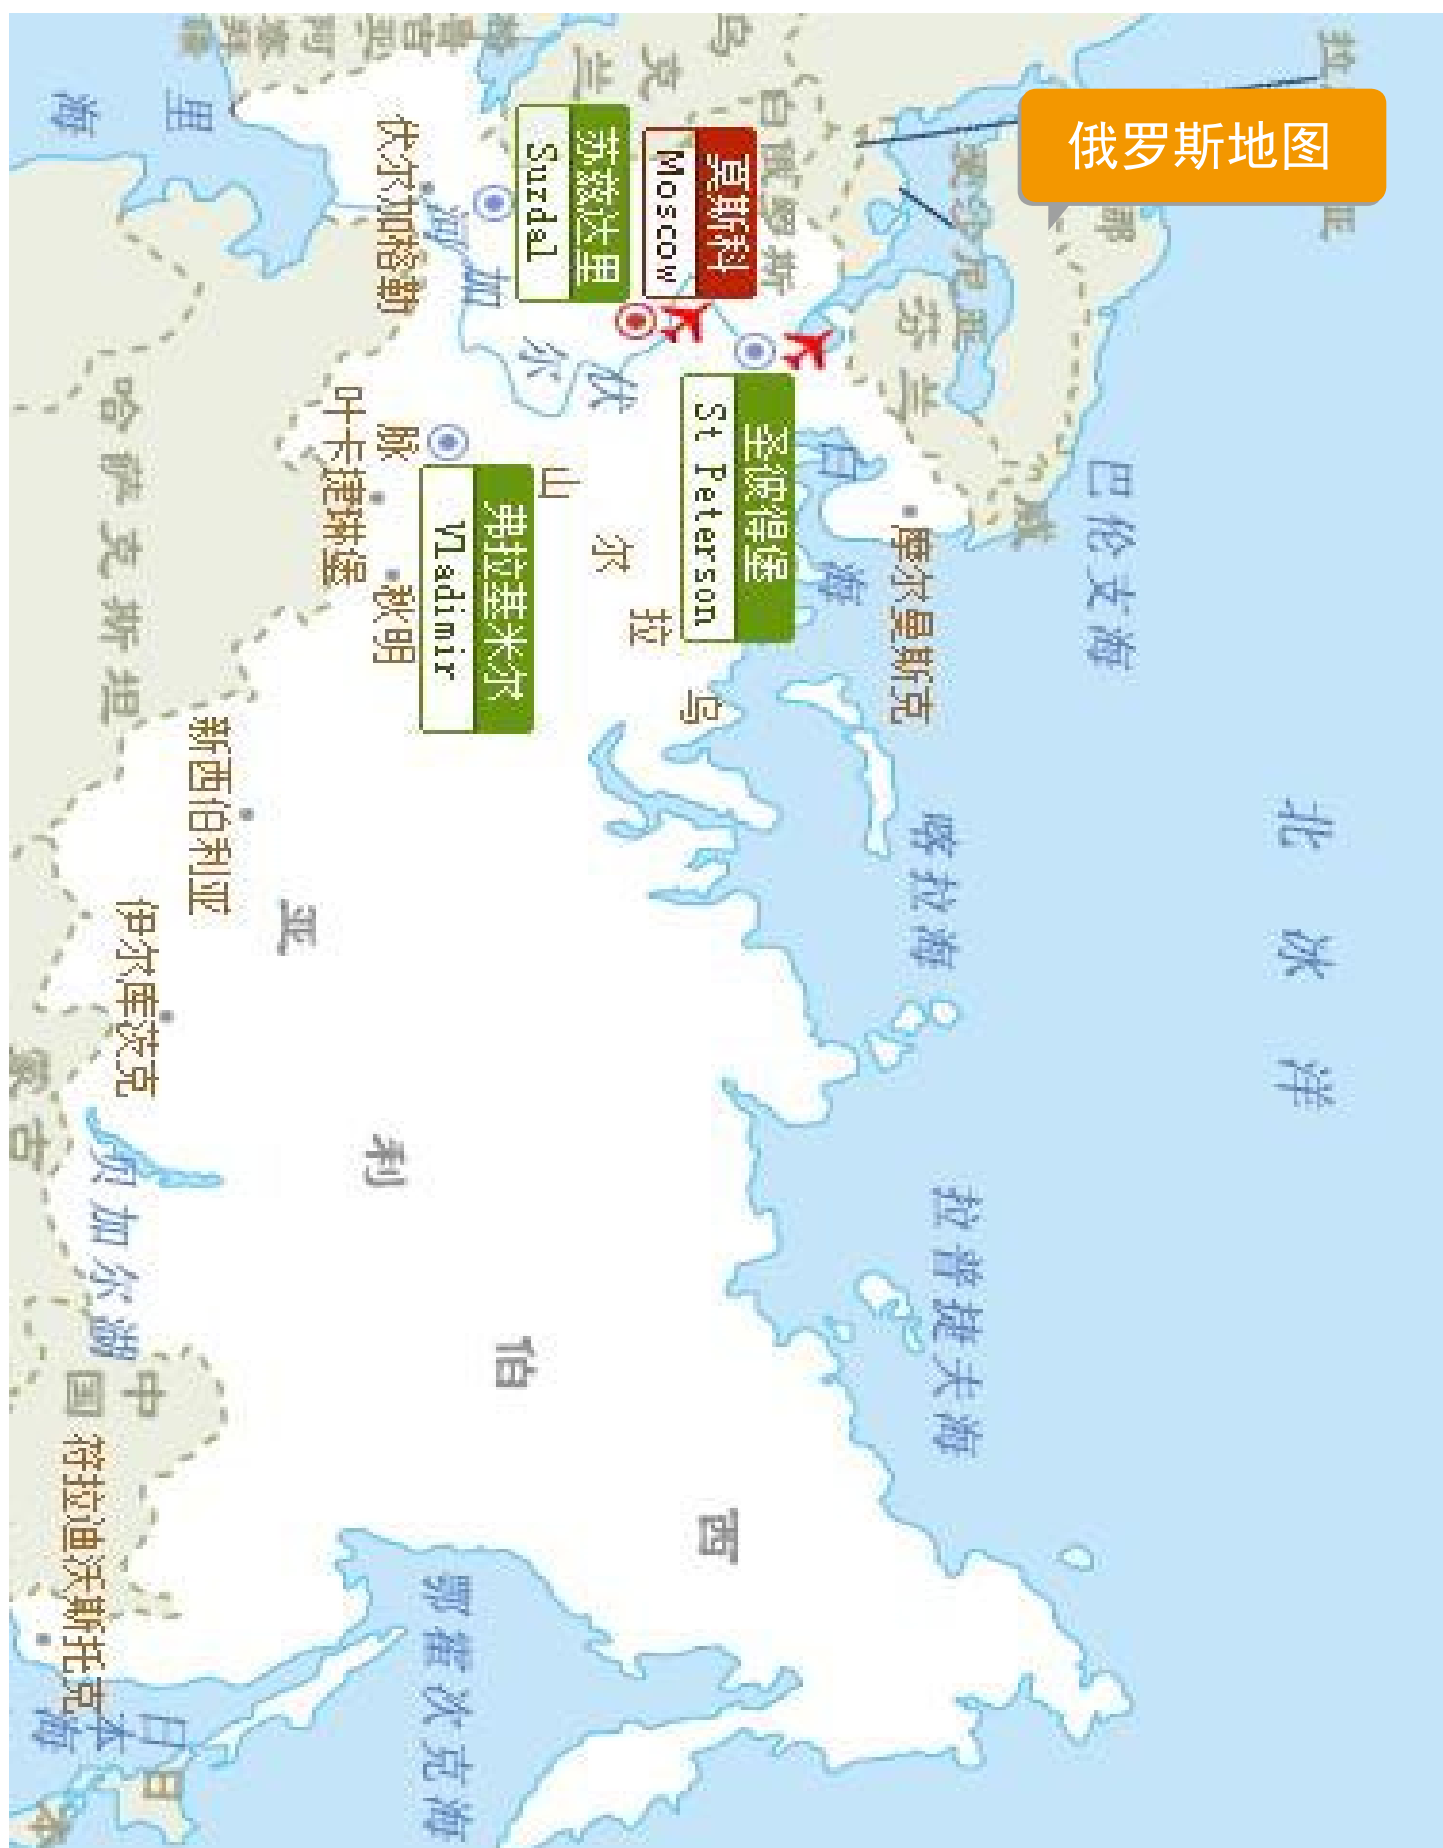 俄罗斯地图
北冰洋
巴伦支海
喀拉海
拉普捷夫海
摩尔曼斯克
芬兰
白海
圣彼得堡
St Peterson
白俄罗斯
莫斯科
Moscow
乌克兰
苏兹达里
Surdal
弗拉基米尔
Vladimir
乌拉尔山脉
伏尔加河
伏尔加格勒
里海
叶卡捷琳堡
秋明
新西伯利亚
伊尔库茨克
西伯利亚
哈萨克斯坦
蒙古
贝加尔湖
中国
符拉迪沃斯托克
鄂霍次克海
日本海
日本